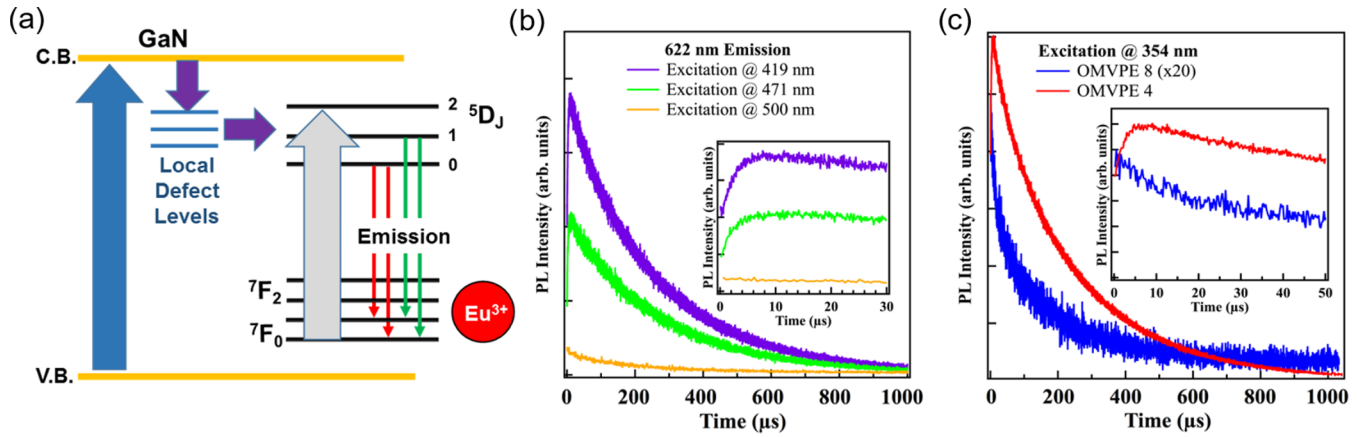 (a)
GaN
C.B.
2
⁵D_J
1
0
Local
Defect
Levels
Emission
⁷F₂
⁷F₀
Eu³⁺
V.B.
(b)
622 nm Emission
Excitation @ 419 nm
Excitation @ 471 nm
Excitation @ 500 nm
PL Intensity (arb. units)
PL Intensity (arb. units)
0
10
20
30
Time (µs)
0
200
400
600
800
1000
Time (µs)
(c)
Excitation @ 354 nm
OMVPE 8 (x20)
OMVPE 4
PL Intensity (arb. units)
PL Intensity (arb. units)
0
10
20
30
40
50
Time (µs)
0
200
400
600
800
1000
Time (µs)